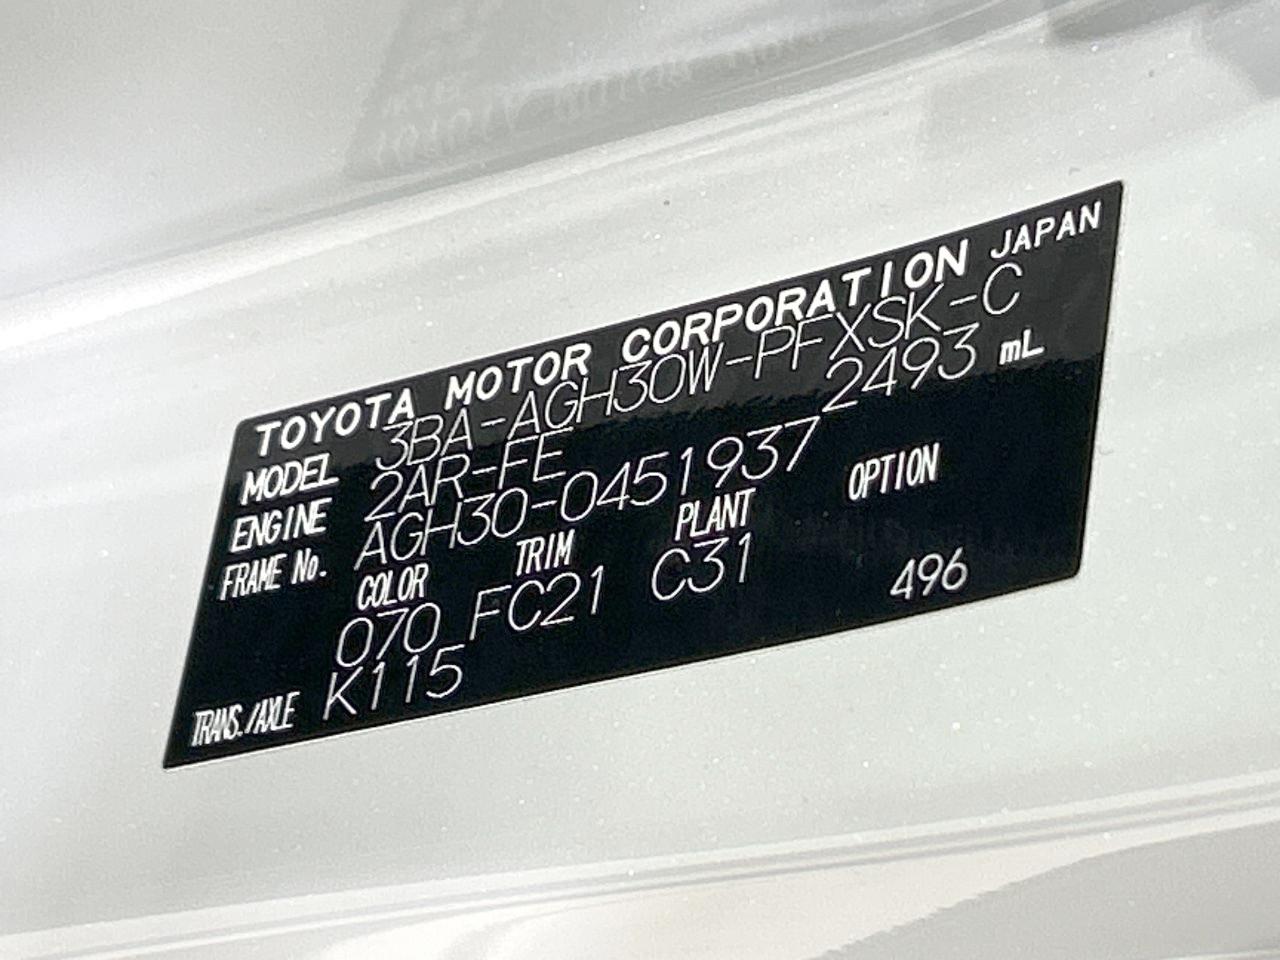 TOYOTA MOTOR CORPORATION JAPAN
MODEL 3BA-AGH30W-PFXSK-C
ENGINE 2AR-FE 2493 mL
FRAME No. AGH30-0451937
COLOR TRIM PLANT OPTION
070 FC21 C31 496
TRANS./AXLE K115